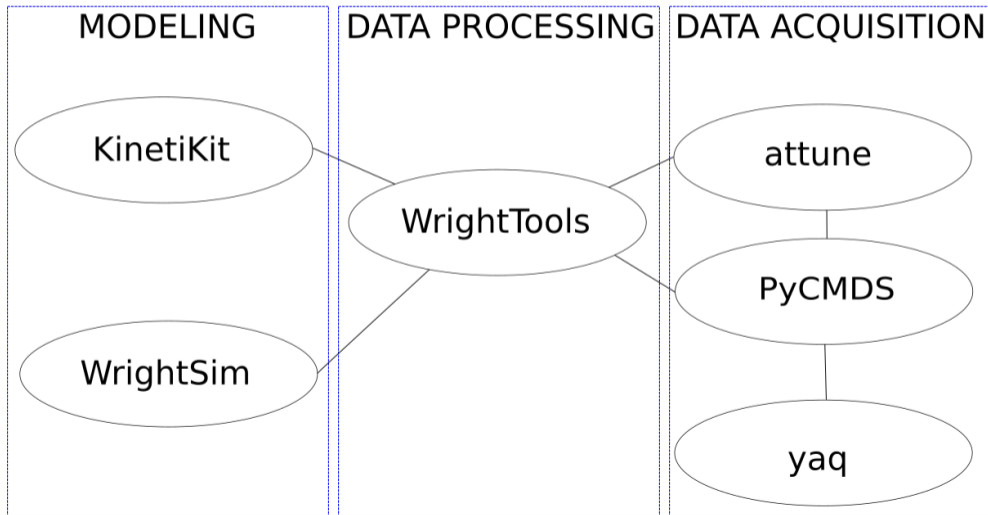 MODELING
DATA PROCESSING
DATA ACQUISITION
KinetiKit
attune
WrightTools
PyCMDS
WrightSim
yaq